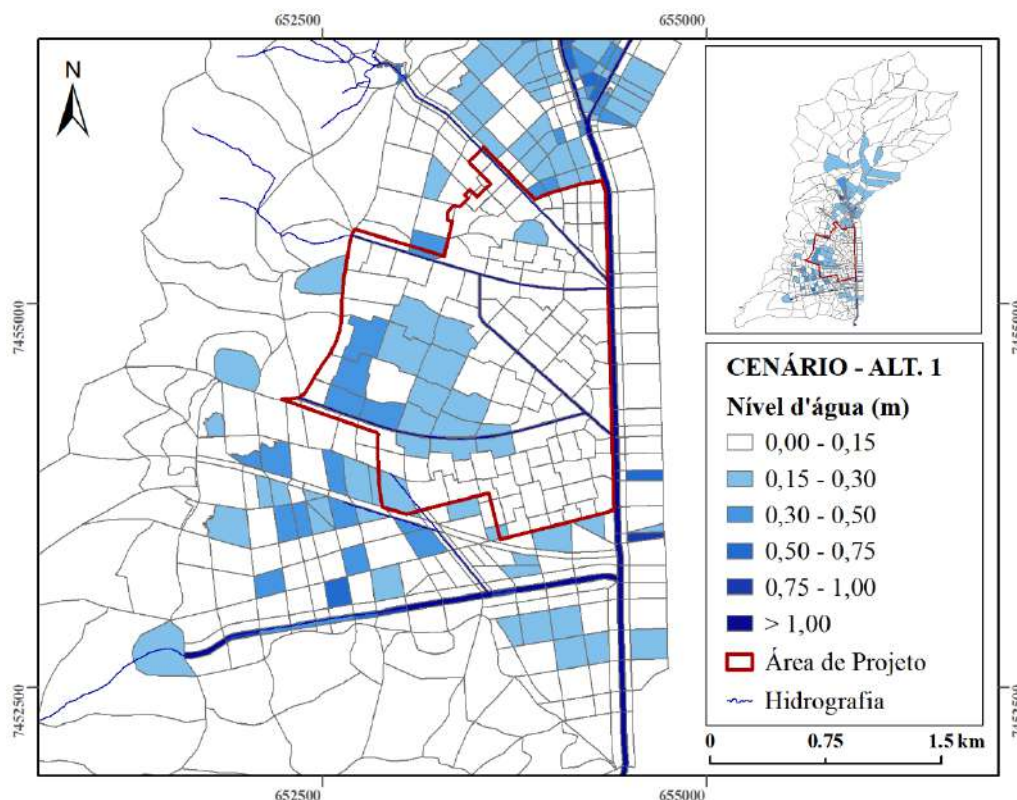 652500 655000
N
7455000 7455000
CENÁRIO - ALT. 1
Nível d'água (m)
0,00 - 0,15
0,15 - 0,30
0,30 - 0,50
0,50 - 0,75
0,75 - 1,00
> 1,00
Área de Projeto
Hidrografia
7452500 7452500
0 0.75 1.5 km
652500 655000